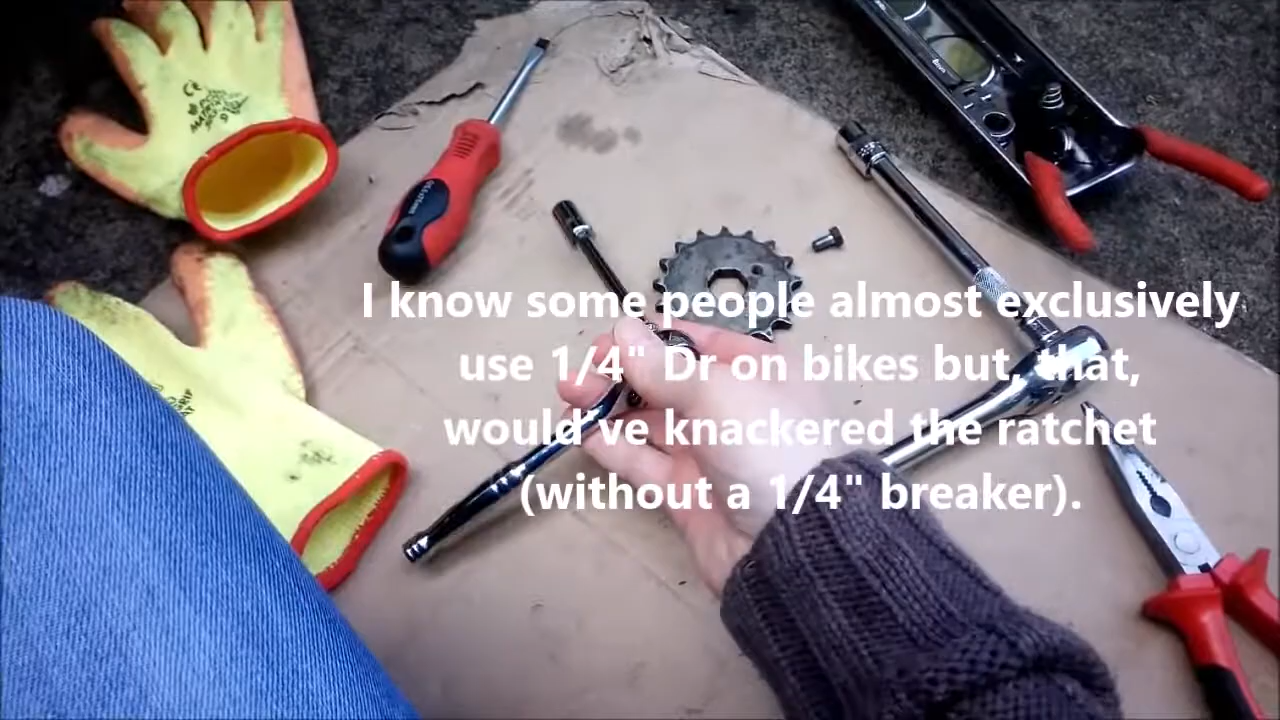 I know some people almost exclusively
use 1/4" Dr on bikes but, that,
would've knackered the ratchet
(without a 1/4" breaker).